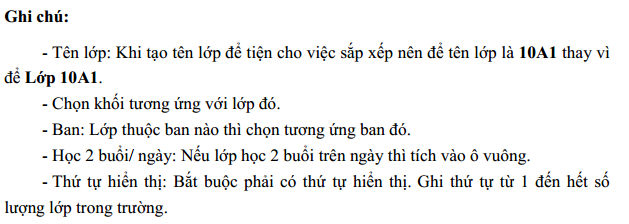 Ghi chú:
- Tên lớp: Khi tạo tên lớp để tiện cho việc sắp xếp nên để tên lớp là 10A1 thay vì
để Lớp 10A1.
- Chọn khối tương ứng với lớp đó.
- Ban: Lớp thuộc ban nào thì chọn tương ứng ban đó.
- Học 2 buổi/ ngày: Nếu lớp học 2 buổi trên ngày thì tích vào ô vuông.
- Thứ tự hiển thị: Bắt buộc phải có thứ tự hiển thị. Ghi thứ tự từ 1 đến hết số
lượng lớp trong trường.